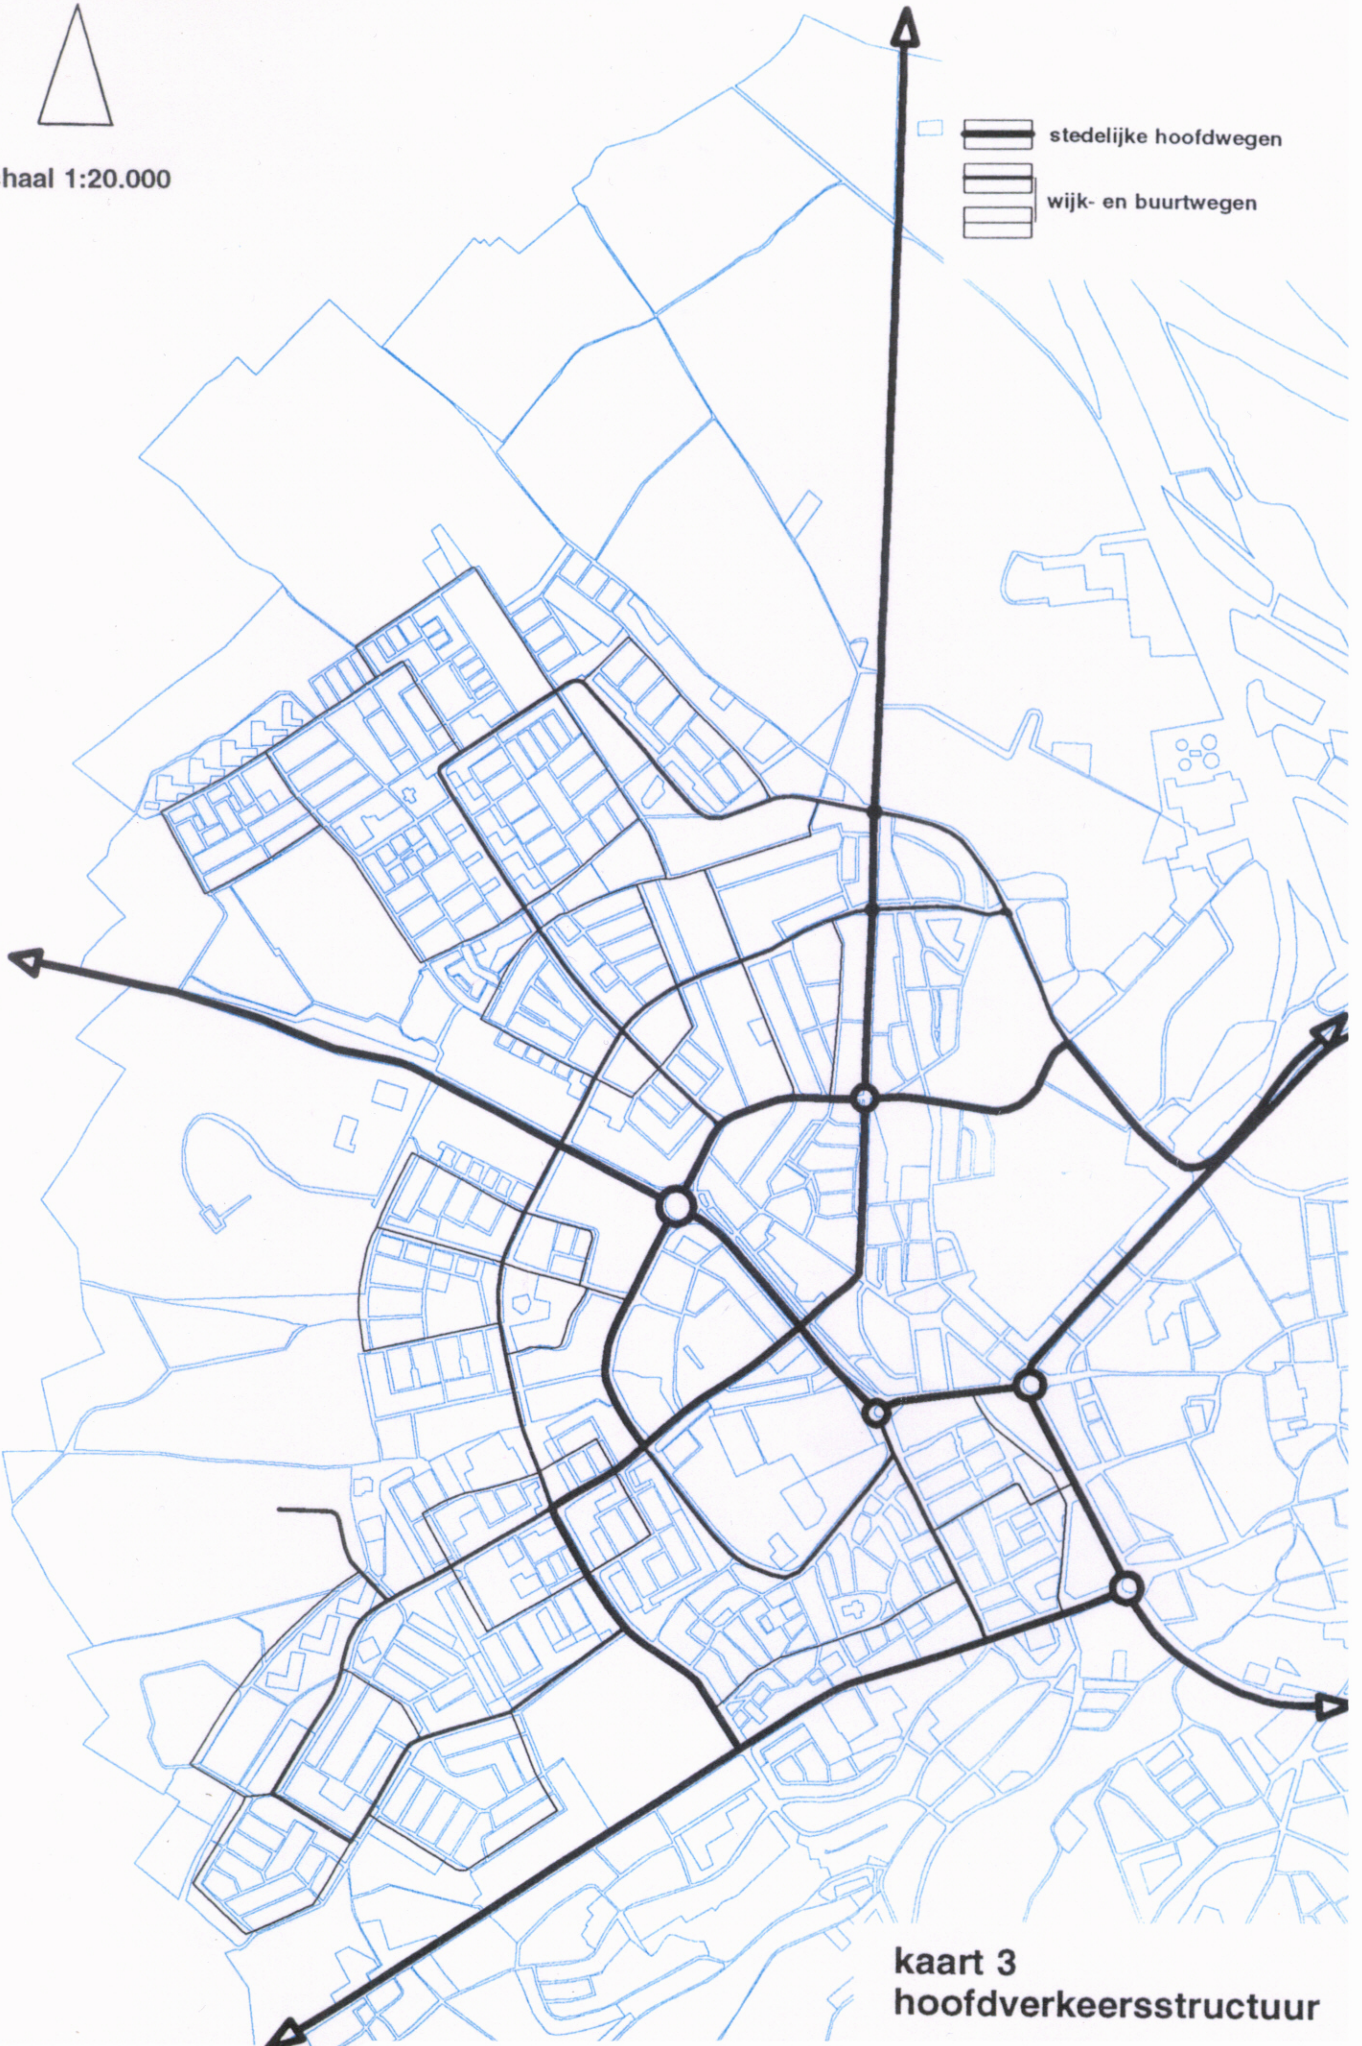 haal 1:20.000
stedelijke hoofdwegen
wijk- en buurtwegen
kaart 3
hoofdverkeersstructuur